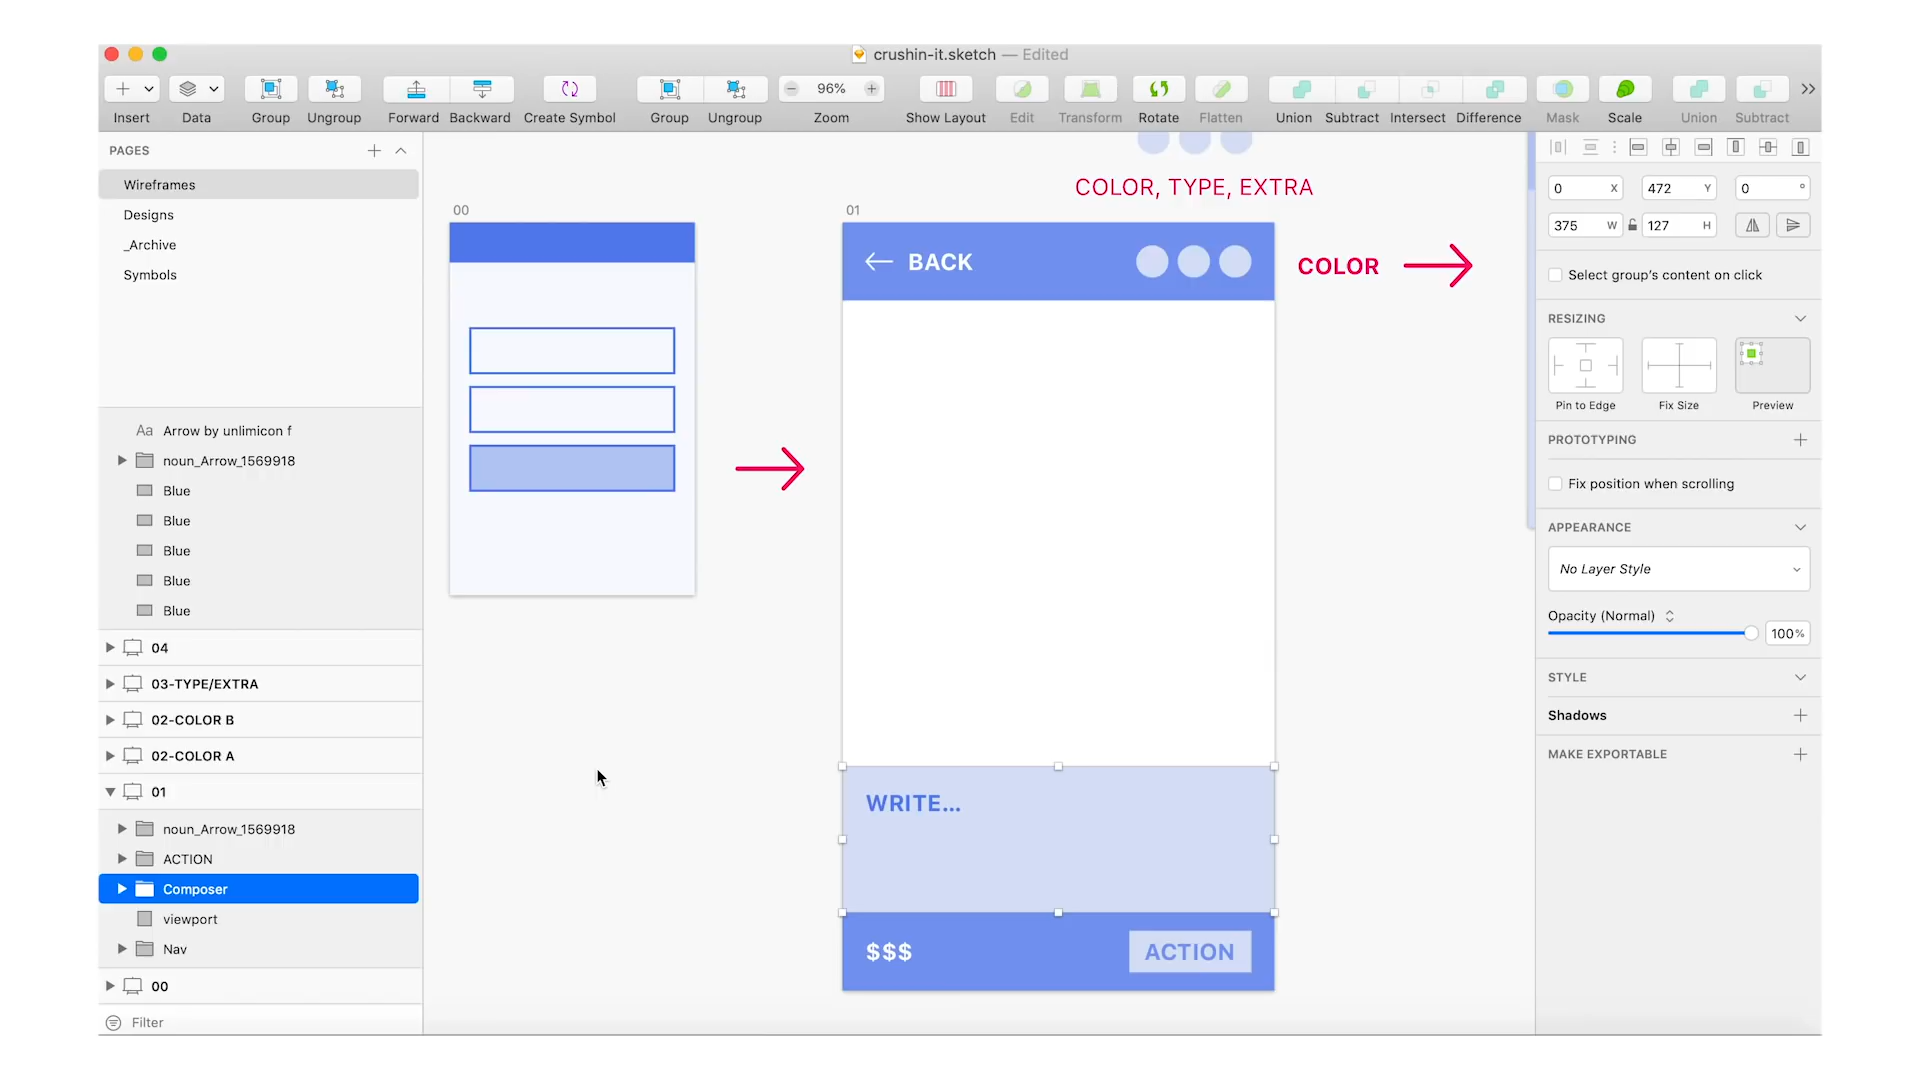 crushin-it.sketch — Edited
96%
Insert Data Group Ungroup Forward Backward Create Symbol Group Ungroup Zoom Show Layout Edit Transform Rotate Flatten Union Subtract Intersect Difference Mask Scale Union Subtract
PAGES
Wireframes
Designs
_Archive
Symbols
Arrow by unlimicon f
noun_Arrow_1569918
Blue
Blue
Blue
Blue
Blue
04
03-TYPE/EXTRA
02-COLOR B
02-COLOR A
01
noun_Arrow_1569918
ACTION
Composer
viewport
Nav
00
Filter
COLOR, TYPE, EXTRA
00
01
BACK
COLOR
WRITE...
$$$
ACTION
0 X 472 Y 0 °
375 W 127 H
Select group's content on click
RESIZING
Pin to Edge Fix Size Preview
PROTOTYPING
Fix position when scrolling
APPEARANCE
No Layer Style
Opacity (Normal)
100%
STYLE
Shadows
MAKE EXPORTABLE